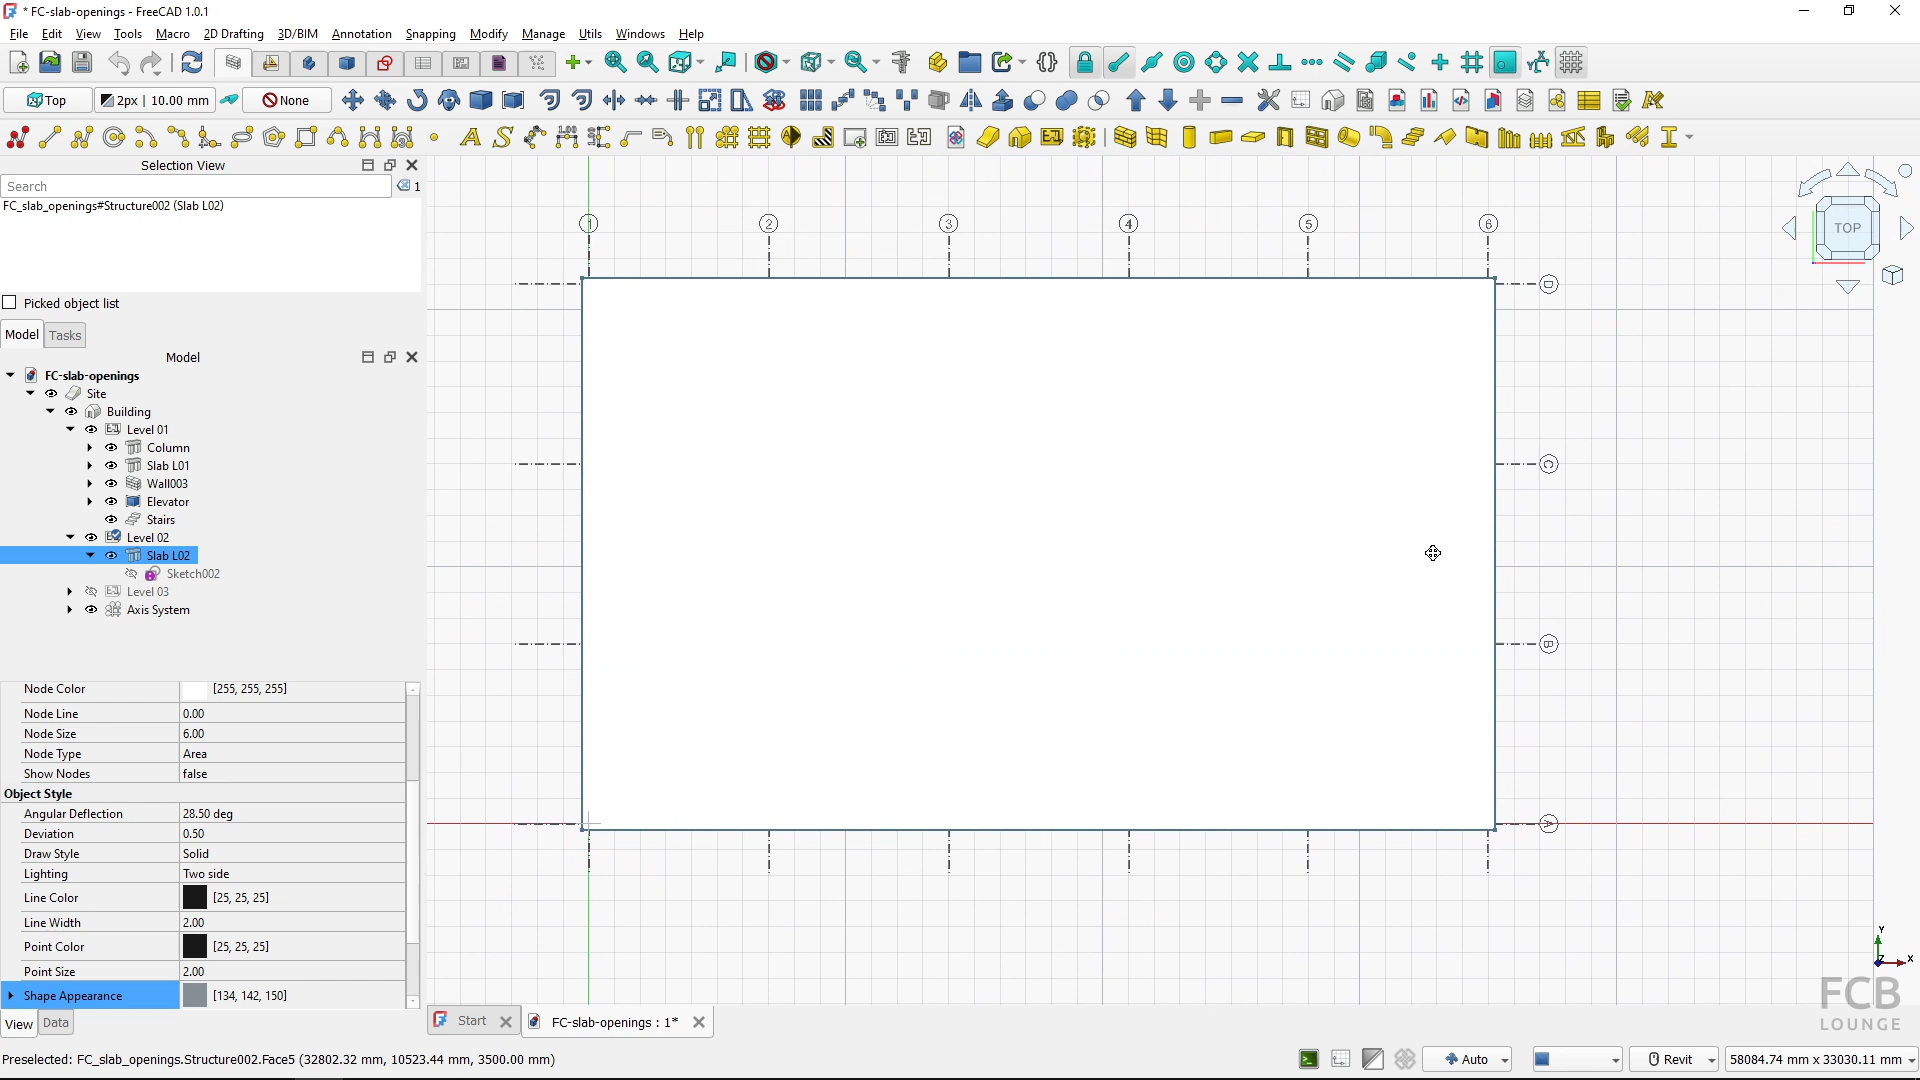 * FC-slab-openings - FreeCAD 1.0.1
File Edit View Tools Macro 2D Drafting 3D/BIM Annotation Snapping Modify Manage Utils Windows Help
Top 2px | 10.00 mm None
Selection View
Search 1
FC_slab_openings#Structure002 (Slab L02)
Picked object list
Model Tasks
Model
FC-slab-openings
Site
Building
Level 01
Column
Slab L01
Wall003
Elevator
Stairs
Level 02
Slab L02
Sketch002
Level 03
Axis System
Node Color [255, 255, 255]
Node Line 0.00
Node Size 6.00
Node Type Area
Show Nodes false
Object Style
Angular Deflection 28.50 deg
Deviation 0.50
Draw Style Solid
Lighting Two side
Line Color [25, 25, 25]
Line Width 2.00
Point Color [25, 25, 25]
Point Size 2.00
Shape Appearance [134, 142, 150]
View Data
1 2 3 4 5 6
D
C
B
A
TOP
Y
Z X
FCB
LOUNGE
Start FC-slab-openings : 1*
Preselected: FC_slab_openings.Structure002.Face5 (32802.32 mm, 10523.44 mm, 3500.00 mm)
Auto Revit 58084.74 mm x 33030.11 mm